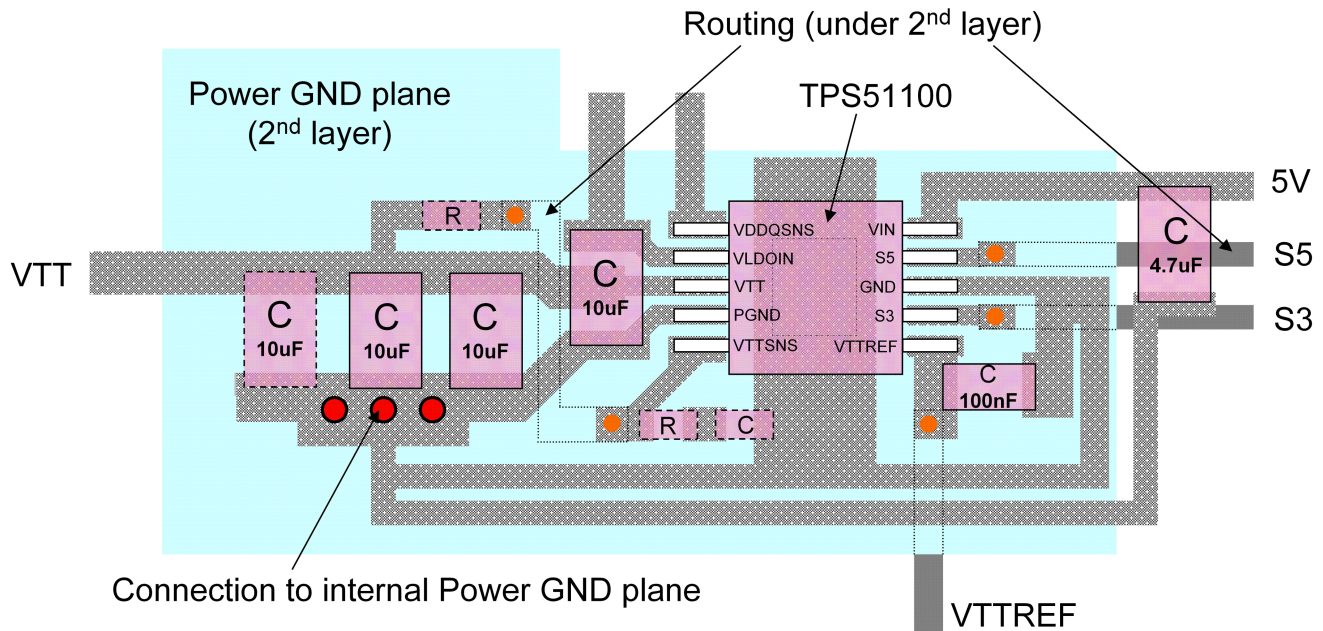 Routing (under 2nd layer)
Power GND plane
(2nd layer)
TPS51100
5V
S5
S3
VTT
R
C
10uF
C
10uF
C
10uF
C
10uF
VDDQSNS
VLDOIN
VTT
PGND
VTTSNS
VIN
S5
GND
S3
VTTREF
C
4.7uF
C
100nF
R
C
Connection to internal Power GND plane
VTTREF